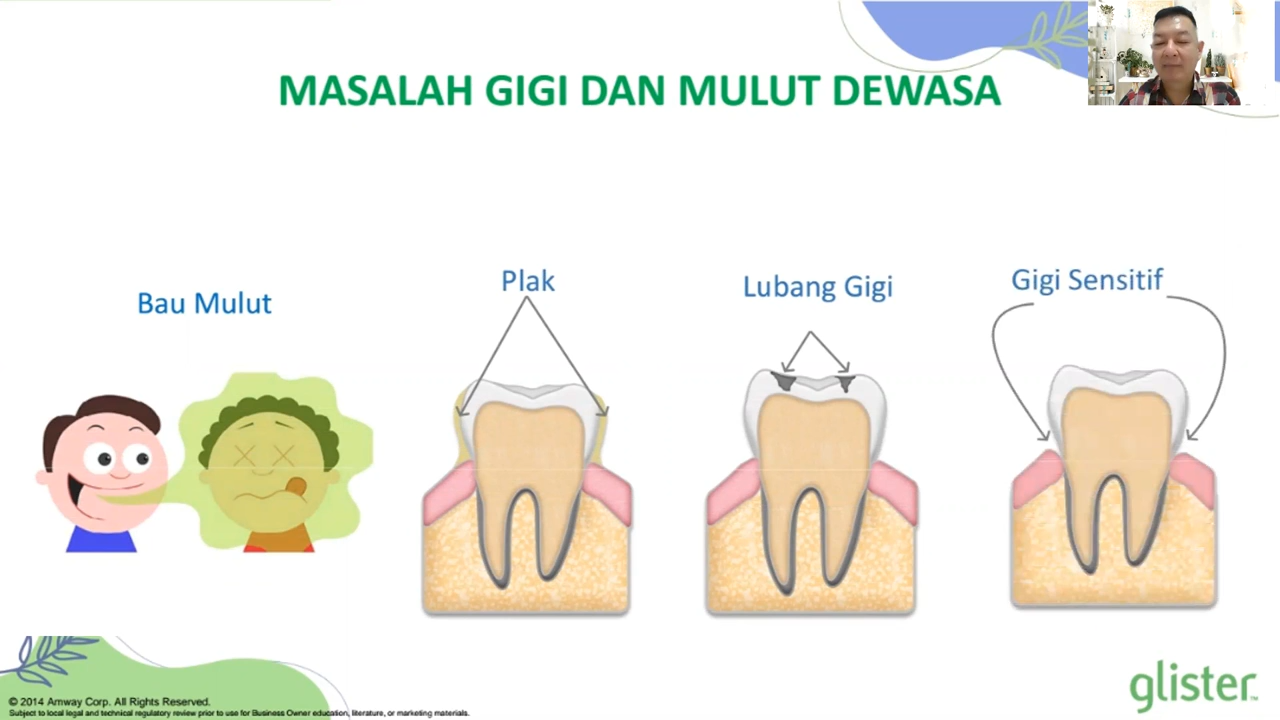 MASALAH GIGI DAN MULUT DEWASA
Bau Mulut
Plak
Lubang Gigi
Gigi Sensitif
© 2014 Amway Corp. All Rights Reserved.
Subject to local legal and technical regulatory review prior to use for Business Owner education, literature, or marketing materials.
glister™